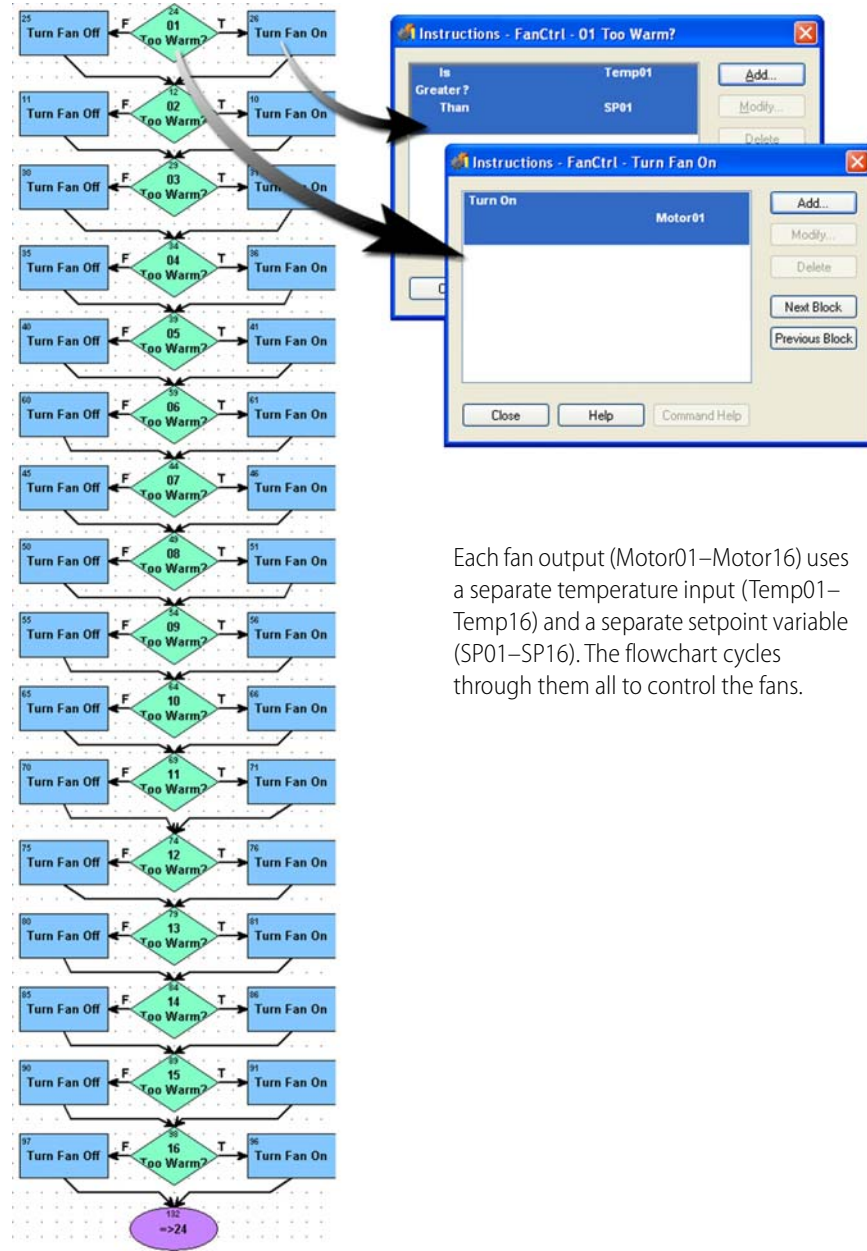 25
Turn Fan Off
F
24
01
Too Warm?
T
26
Turn Fan On
11
Turn Fan Off
F
12
02
Too Warm?
T
10
Turn Fan On
30
Turn Fan Off
F
29
03
Too Warm?
Turn Fan On
35
Turn Fan Off
F
34
04
Too Warm?
T
36
Turn Fan On
40
Turn Fan Off
F
39
05
Too Warm?
T
41
Turn Fan On
60
Turn Fan Off
F
59
06
Too Warm?
T
61
Turn Fan On
45
Turn Fan Off
F
44
07
Too Warm?
T
46
Turn Fan On
50
Turn Fan Off
F
49
08
Too Warm?
T
51
Turn Fan On
55
Turn Fan Off
F
54
09
Too Warm?
T
56
Turn Fan On
65
Turn Fan Off
F
64
10
Too Warm?
T
66
Turn Fan On
70
Turn Fan Off
F
69
11
Too Warm?
T
71
Turn Fan On
75
Turn Fan Off
F
74
12
Too Warm?
T
76
Turn Fan On
80
Turn Fan Off
F
79
13
Too Warm?
T
81
Turn Fan On
85
Turn Fan Off
F
84
14
Too Warm?
T
86
Turn Fan On
90
Turn Fan Off
F
89
15
Too Warm?
T
91
Turn Fan On
97
Turn Fan Off
F
98
16
Too Warm?
T
96
Turn Fan On
132
=>24
Instructions - FanCtrl - 01 Too Warm?
Is Temp01
Greater?
Than SP01
Add...
Modify...
Delete
Instructions - FanCtrl - Turn Fan On
Turn On
Motor01
Add...
Modify...
Delete
Next Block
Previous Block
Close Help Command Help
Each fan output (Motor01–Motor16) uses
a separate temperature input (Temp01–
Temp16) and a separate setpoint variable
(SP01–SP16). The flowchart cycles
through them all to control the fans.